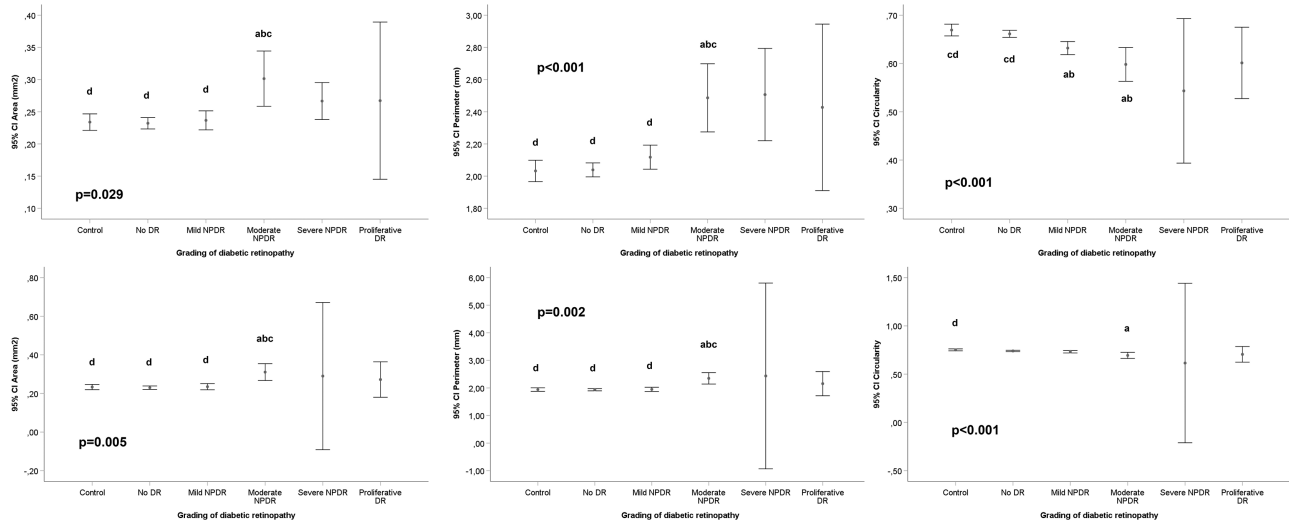 95% CI Area (mm2)
,40
,35
,30
,25
,20
,15
,10
d
d
d
abc
p=0.029
Control
No DR
Mild NPDR
Moderate
NPDR
Severe NPDR
Proliferative
DR
Grading of diabetic retinopathy
95% CI Perimeter (mm)
3,00
2,80
2,60
2,40
2,20
2,00
1,80
p<0.001
d
d
d
abc
Control
No DR
Mild NPDR
Moderate
NPDR
Severe NPDR
Proliferative
DR
Grading of diabetic retinopathy
95% CI Circularity
,70
,60
,50
,40
,30
cd
cd
ab
ab
p<0.001
Control
No DR
Mild NPDR
Moderate
NPDR
Severe NPDR
Proliferative
DR
Grading of diabetic retinopathy
95% CI Area (mm2)
,80
,60
,40
,20
,00
-,20
d
d
d
abc
p=0.005
Control
No DR
Mild NPDR
Moderate
NPDR
Severe NPDR
Proliferative
DR
Grading of diabetic retinopathy
95% CI Perimeter (mm)
6,00
5,00
4,00
3,00
2,00
1,00
,00
-1,00
p=0.002
d
d
d
abc
Control
No DR
Mild NPDR
Moderate
NPDR
Severe NPDR
Proliferative
DR
Grading of diabetic retinopathy
95% CI Circularity
1,50
1,00
,50
,00
-,50
d
a
p<0.001
Control
No DR
Mild NPDR
Moderate
NPDR
Severe NPDR
Proliferative
DR
Grading of diabetic retinopathy